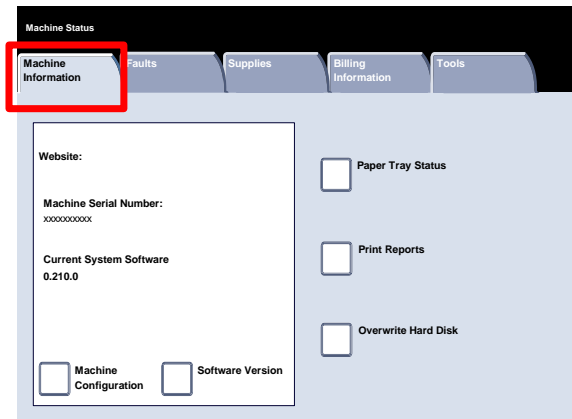 Machine Status
Machine
Information
Faults
Supplies
Billing
Information
Tools
Website:
Machine Serial Number:
xxxxxxxxx
Current System Software
0.210.0
Machine
Configuration
Software Version
Paper Tray Status
Print Reports
Overwrite Hard Disk